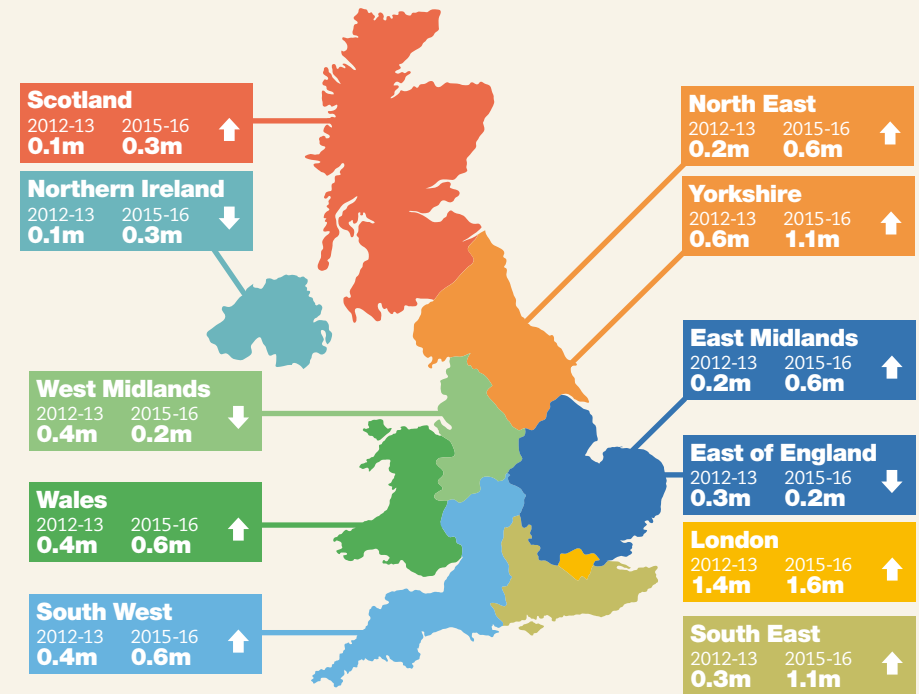 Scotland
2012-13 2015-16
0.1m 0.3m
Northern Ireland
2012-13 2015-16
0.1m 0.3m
West Midlands
2012-13 2015-16
0.4m 0.2m
Wales
2012-13 2015-16
0.4m 0.6m
South West
2012-13 2015-16
0.4m 0.6m
North East
2012-13 2015-16
0.2m 0.6m
Yorkshire
2012-13 2015-16
0.6m 1.1m
East Midlands
2012-13 2015-16
0.2m 0.6m
East of England
2012-13 2015-16
0.3m 0.2m
London
2012-13 2015-16
1.4m 1.6m
South East
2012-13 2015-16
0.3m 1.1m